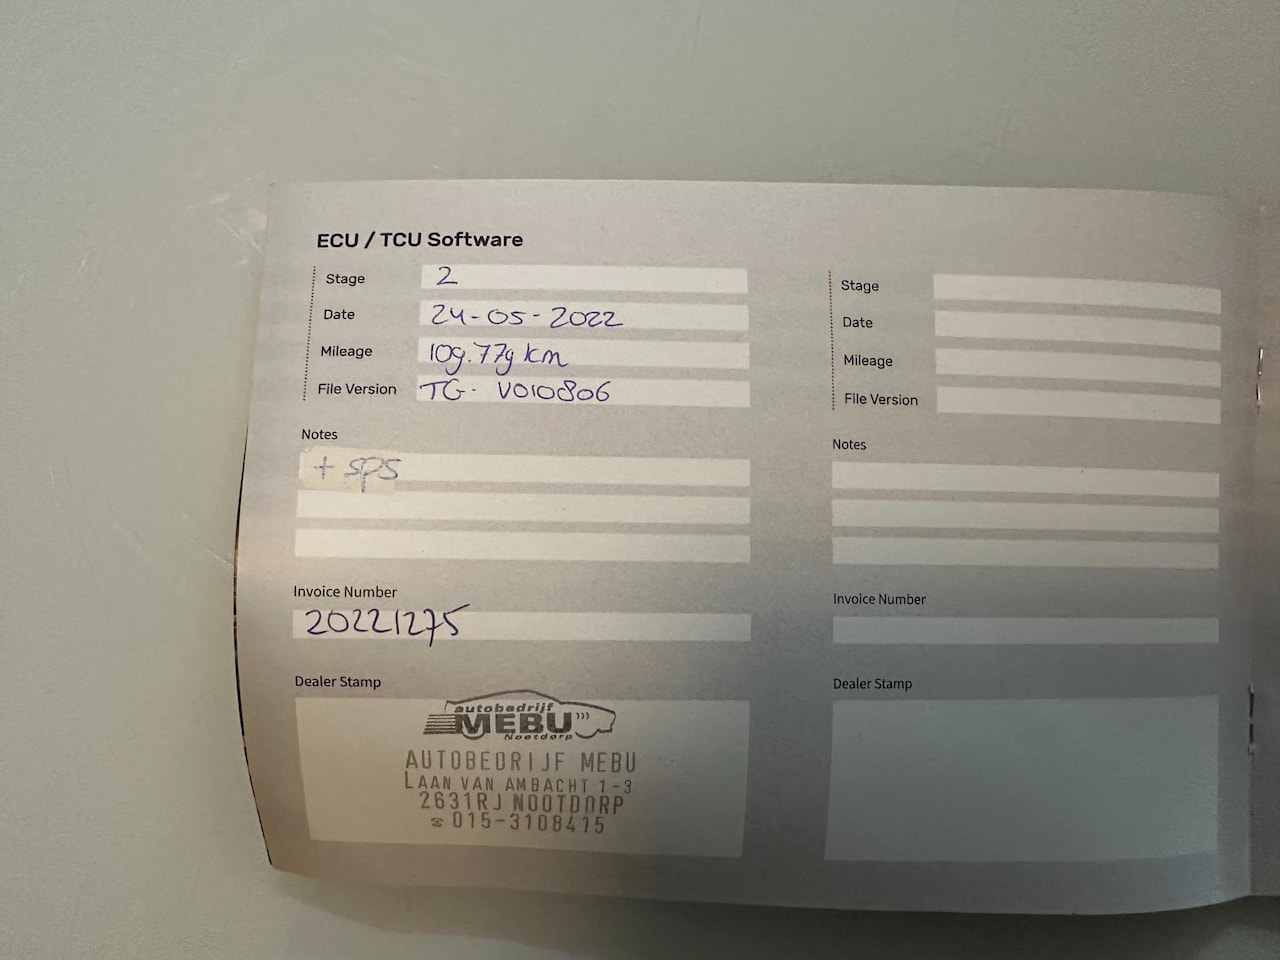 ECU / TCU Software
Stage 2
Date 24-05-2022
Mileage 109.779 km
File Version TG- V010806
Notes
+ sps
Invoice Number
20221275
Dealer Stamp
autobedrijf
MEBU
Nootdorp
AUTOBEDRIJF MEBU
LAAN VAN AMBACHT 1-3
2631RJ NOOTDORP
☎ 015-3108415
Stage
Date
Mileage
File Version
Notes
Invoice Number
Dealer Stamp